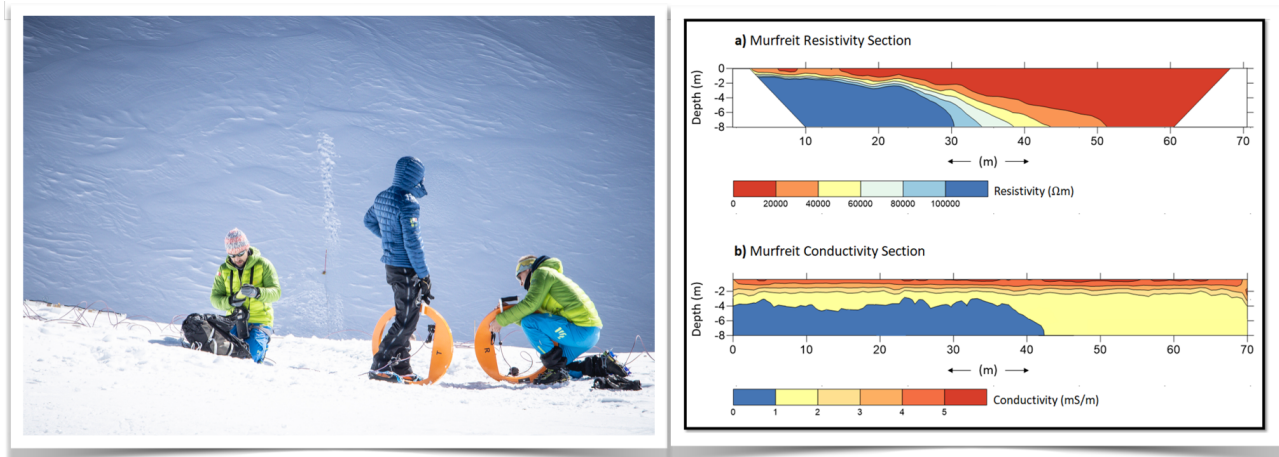 T
R
a) Murfreit Resistivity Section
Depth (m)
0
-2
-4
-6
-8
10 20 30 40 50 60 70
(m)
Resistivity (Ωm)
0 20000 40000 60000 80000 100000
b) Murfreit Conductivity Section
Depth (m)
-2
-4
-6
-8
0 10 20 30 40 50 60 70
(m)
Conductivity (mS/m)
0 1 2 3 4 5